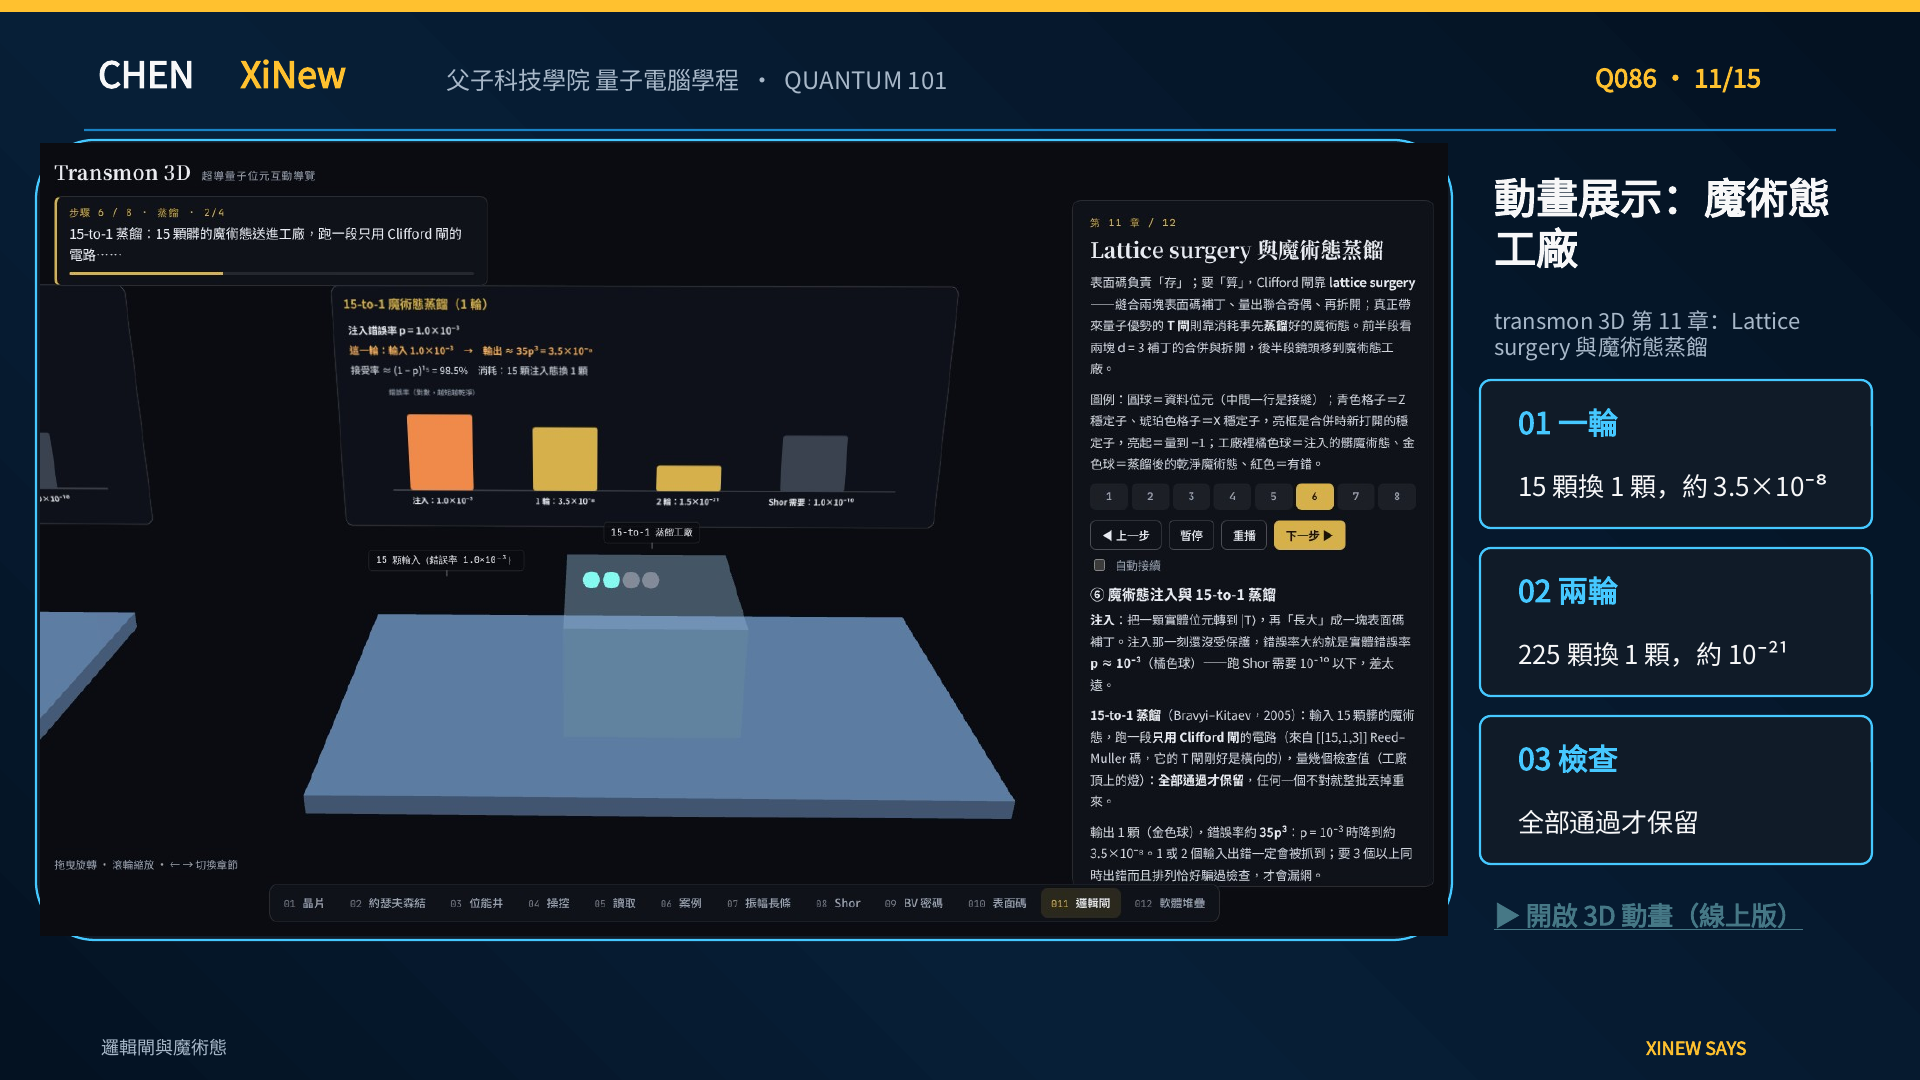 CHEN XiNew 父子科技學院 量子電腦學程 · QUANTUM 101
Q086 · 11/15
Transmon 3D 超導量子位元互動導覽
步驟 6 / 8 · 蒸餾 · 2/4
15-to-1 蒸餾：15 顆髒的魔術態送進工廠，跑一段只用 Clifford 閘的
電路……
15-to-1 魔術態蒸餾（1 輪）
注入錯誤率 p = 1.0×10⁻³
這一輪：輸入 1.0×10⁻³ → 輸出 ≈ 35p³ = 3.5×10⁻⁸
接受率 ≈ (1 − p)¹⁵ = 98.5% 消耗：15 顆注入態換 1 顆
錯誤率（對數，越短越乾淨）
注入：1.0×10⁻³
1 輪：3.5×10⁻⁸
2 輪：1.5×10⁻²¹
Shor 需要：1.0×10⁻¹⁰
×10⁻¹⁰
15-to-1 蒸餾工廠
15 顆輸入（錯誤率 1.0×10⁻³）
拖曳旋轉 · 滾輪縮放 · ←→ 切換章節
第 11 章 / 12
Lattice surgery 與魔術態蒸餾
表面碼負責「存」；要「算」，Clifford 閘靠 lattice surgery
——縫合兩塊表面碼補丁、量出聯合奇偶、再拆開；真正帶
來量子優勢的 T 閘則靠消耗事先蒸餾好的魔術態。前半段看
兩塊 d = 3 補丁的合併與拆開，後半段鏡頭移到魔術態工
廠。
圖例：圓球＝資料位元（中間一行是接縫）；青色格子＝Z
穩定子、琥珀色格子＝X 穩定子，亮框是合併時新打開的穩
定子，亮起＝量到 −1；工廠裡橘色球＝注入的髒魔術態、金
色球＝蒸餾後的乾淨魔術態、紅色＝有錯。
1 2 3 4 5 6 7 8
◀ 上一步 暫停 重播 下一步 ▶
自動接續
⑥ 魔術態注入與 15-to-1 蒸餾
注入：把一顆實體位元轉到 |T⟩，再「長大」成一塊表面碼
補丁。注入那一刻還沒受保護，錯誤率大約就是實體錯誤率
p ≈ 10⁻³（橘色球）——跑 Shor 需要 10⁻¹⁰ 以下，差太
遠。
15-to-1 蒸餾（Bravyi–Kitaev，2005）：輸入 15 顆髒的魔術
態，跑一段只用 Clifford 閘的電路（來自 [[15,1,3]] Reed–
Muller 碼，它的 T 閘剛好是橫向的），量幾個檢查值（工廠
頂上的燈）：全部通過才保留，任何一個不對就整批丟掉重
來。
輸出 1 顆（金色球），錯誤率約 35p³：p = 10⁻³ 時降到約
3.5×10⁻⁸。1 或 2 個輸入出錯一定會被抓到；要 3 個以上同
時出錯而且排列恰好騙過檢查，才會漏網。
01 晶片 02 約瑟夫森結 03 位能井 04 操控 05 讀取 06 案例 07 振幅長條 08 Shor 09 BV 密碼 010 表面碼 011 邏輯閘 012 軟體堆疊
動畫展示：魔術態
工廠
transmon 3D 第 11 章：Lattice
surgery 與魔術態蒸餾
01 一輪
15 顆換 1 顆，約 3.5×10⁻⁸
02 兩輪
225 顆換 1 顆，約 10⁻²¹
03 檢查
全部通過才保留
▶ 開啟 3D 動畫（線上版）
邏輯閘與魔術態
XINEW SAYS